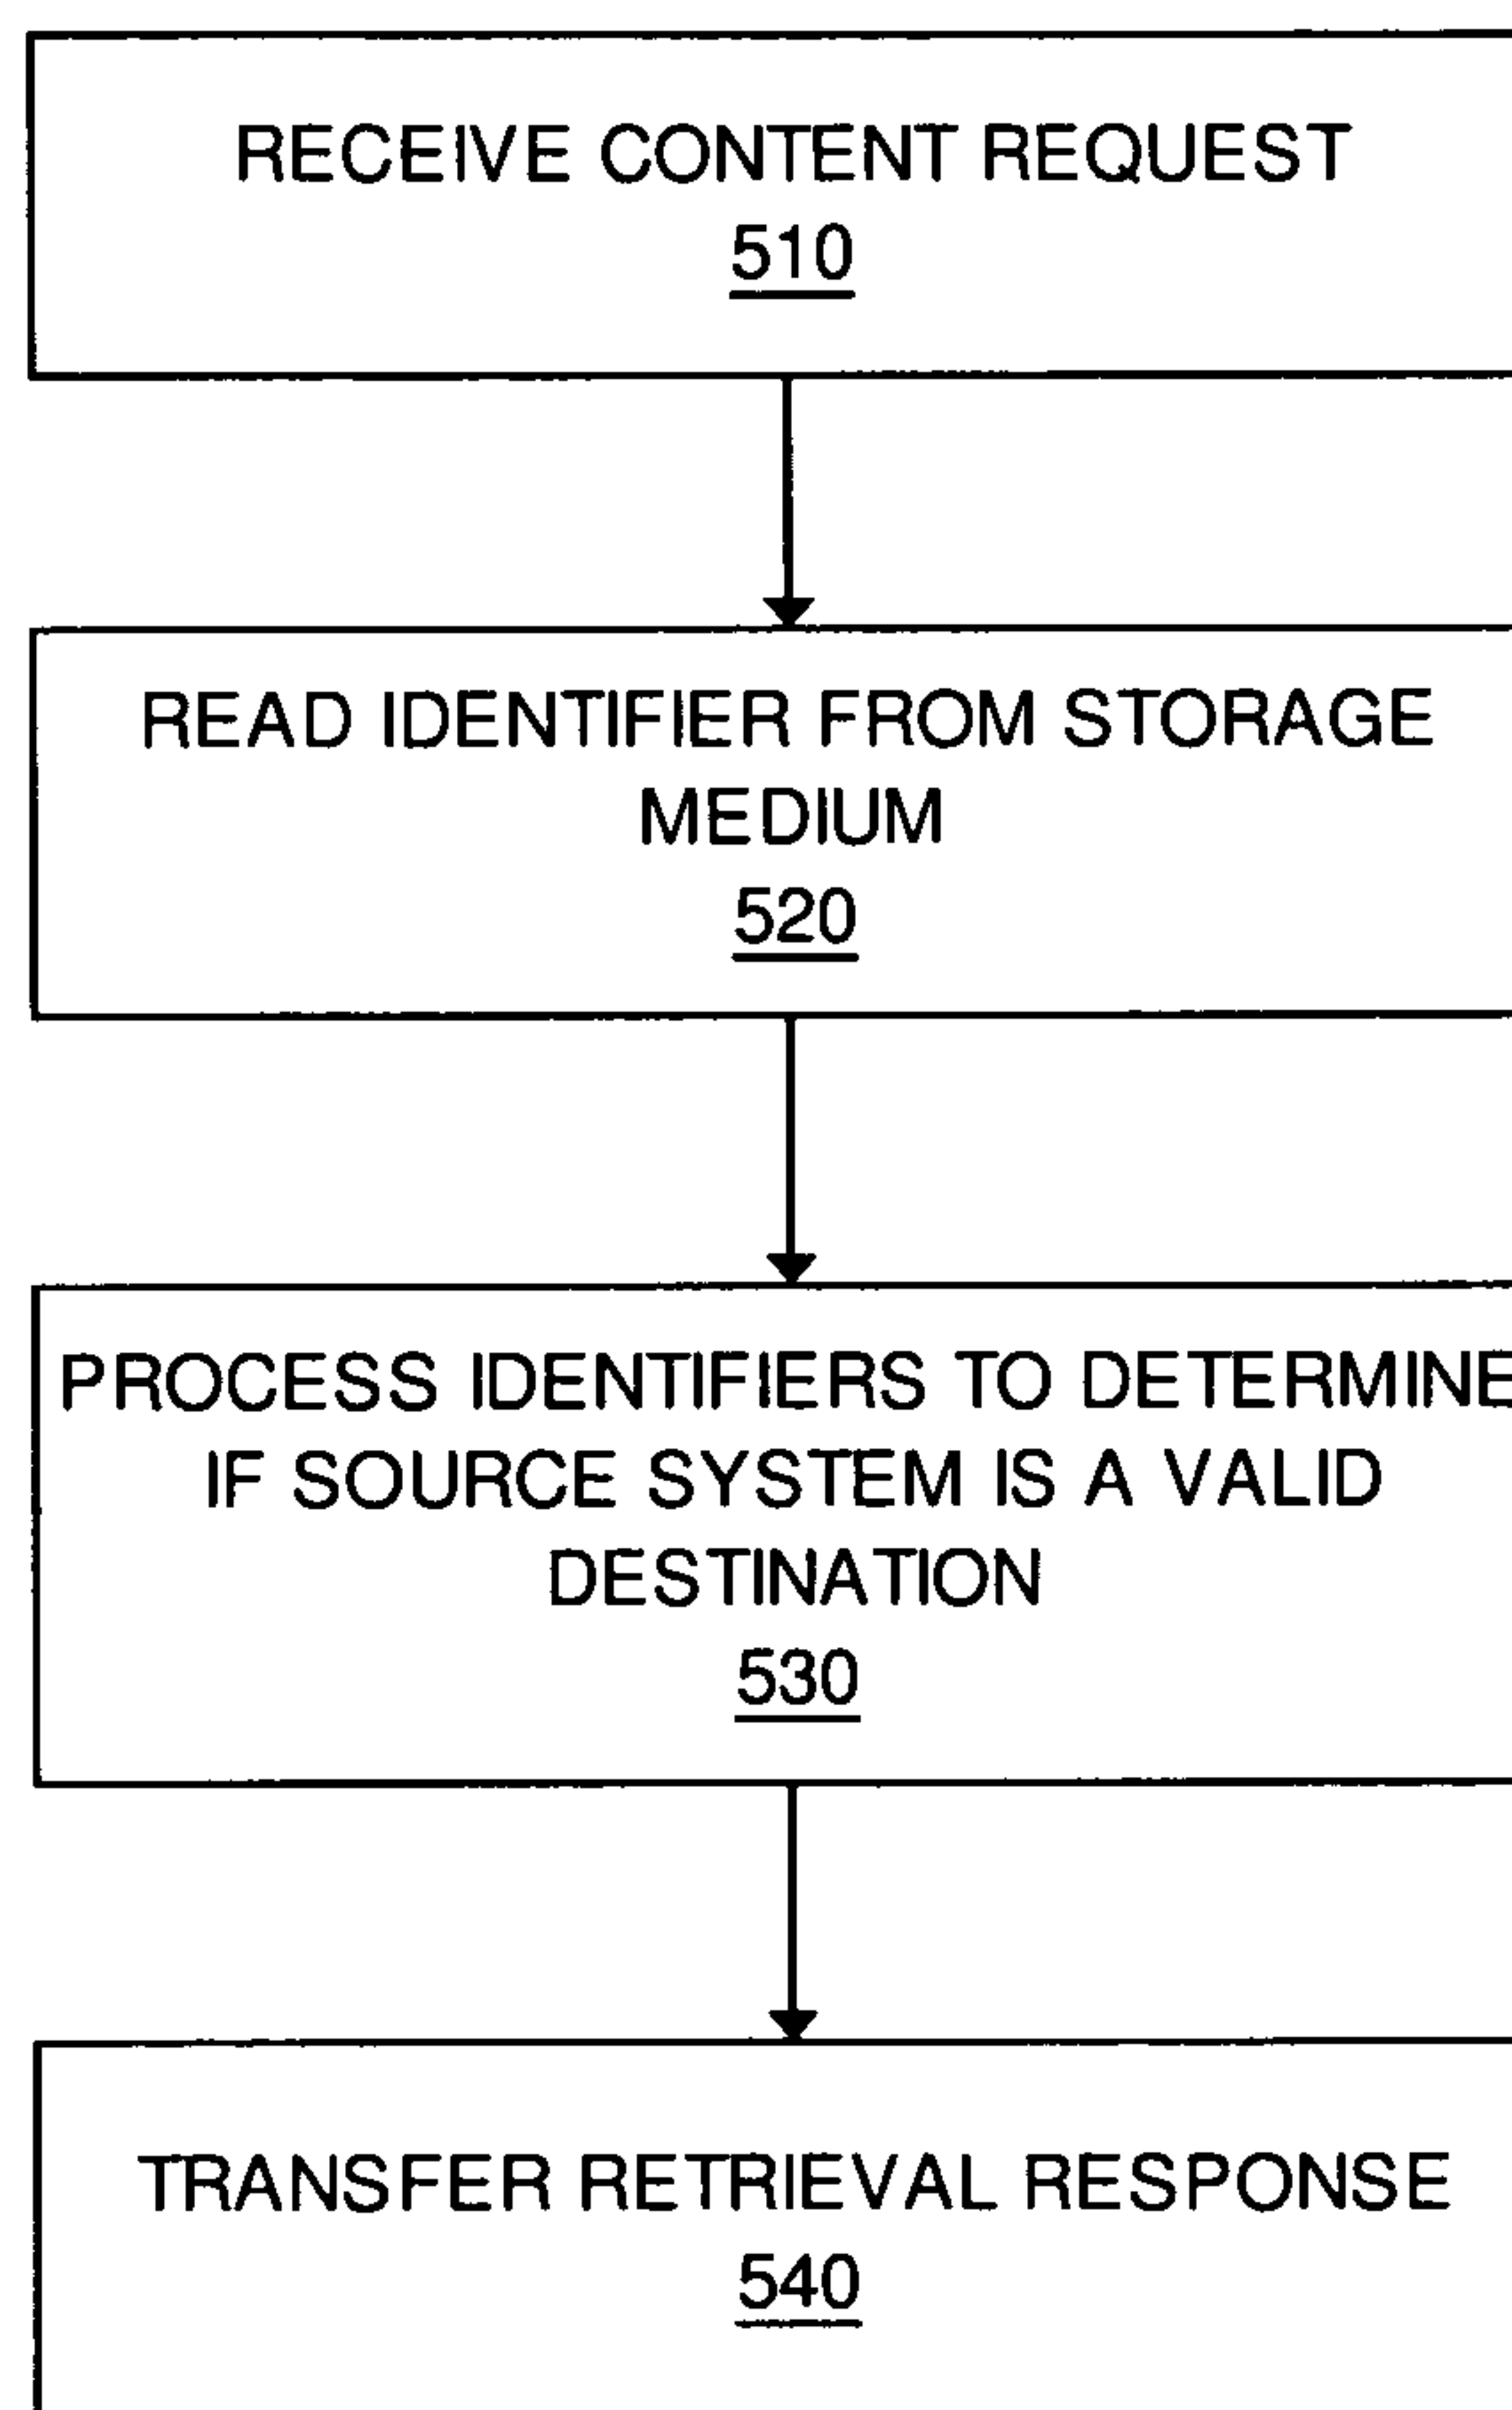 RECEIVE CONTENT REQUEST
510
READ IDENTIFIER FROM STORAGE
MEDIUM
520
PROCESS IDENTIFIERS TO DETERMINE
IF SOURCE SYSTEM IS A VALID
DESTINATION
530
TRANSFER RETRIEVAL RESPONSE
540